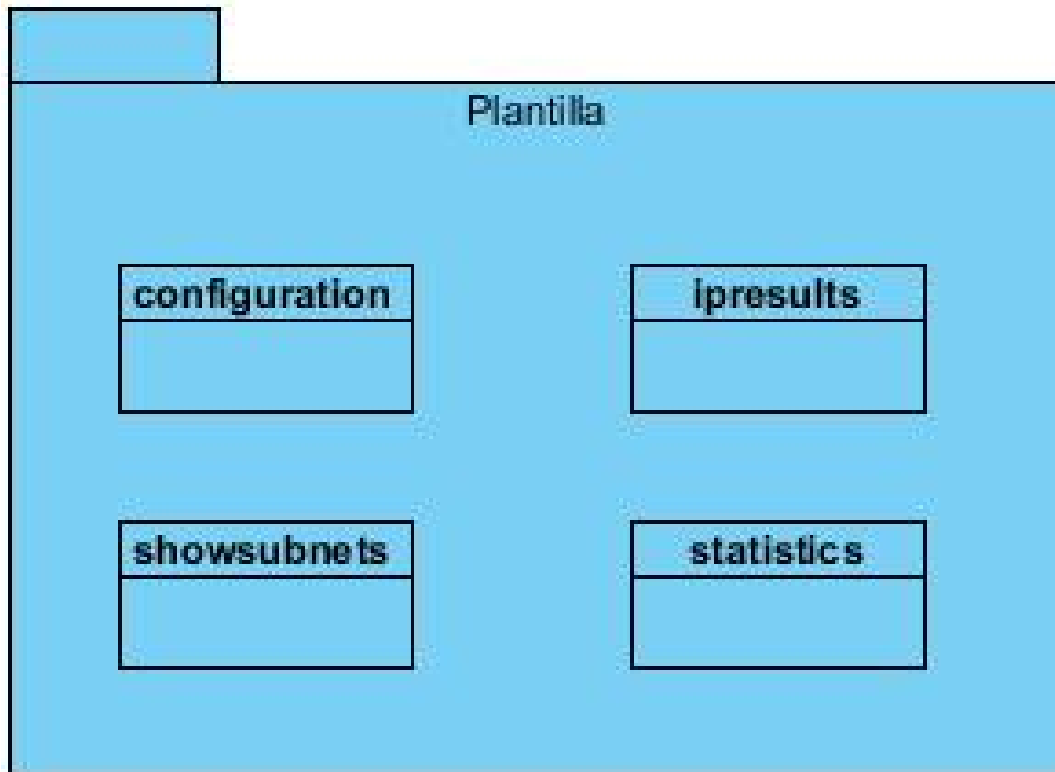 Plantilla
configuration
ipresults
showsubnets
statistics